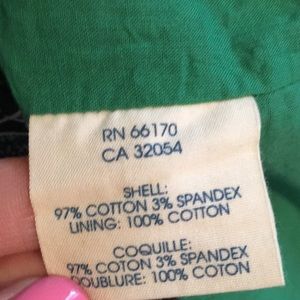 RN 66170
CA 32054
SHELL:
97% COTTON 3% SPANDEX
LINING: 100% COTTON
COQUILLE:
97% COTON 3% SPANDEX
DOUBLURE: 100% COTON